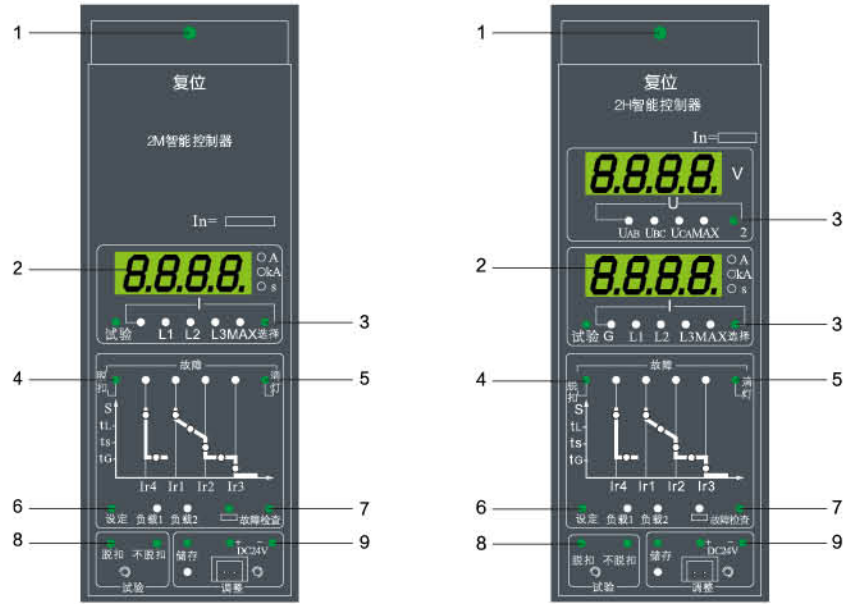 1
复位
2M智能控制器
In=
2
8.8.8.8.
A
kA
s
I
试验 L1 L2 L3 MAX 选择
3
故障
4
脱扣
清灯
5
S
tL
ts
tG
Ir4 Ir1 Ir2 Ir3
6
设定 负载1 负载2 故障检查
7
8
脱扣 不脱扣
试验
储存 + - DC24V
调整
9
1
复位
2H智能控制器
In=
8.8.8.8. V
U
UAB UBC UCA MAX 2
3
2
8.8.8.8.
A
kA
s
I
试验 G L1 L2 L3 MAX 选择
3
故障
4
脱扣
清灯
5
S
tL
ts
tG
Ir4 Ir1 Ir2 Ir3
6
设定 负载1 负载2 故障检查
7
8
脱扣 不脱扣
试验
储存 + - DC24V
调整
9